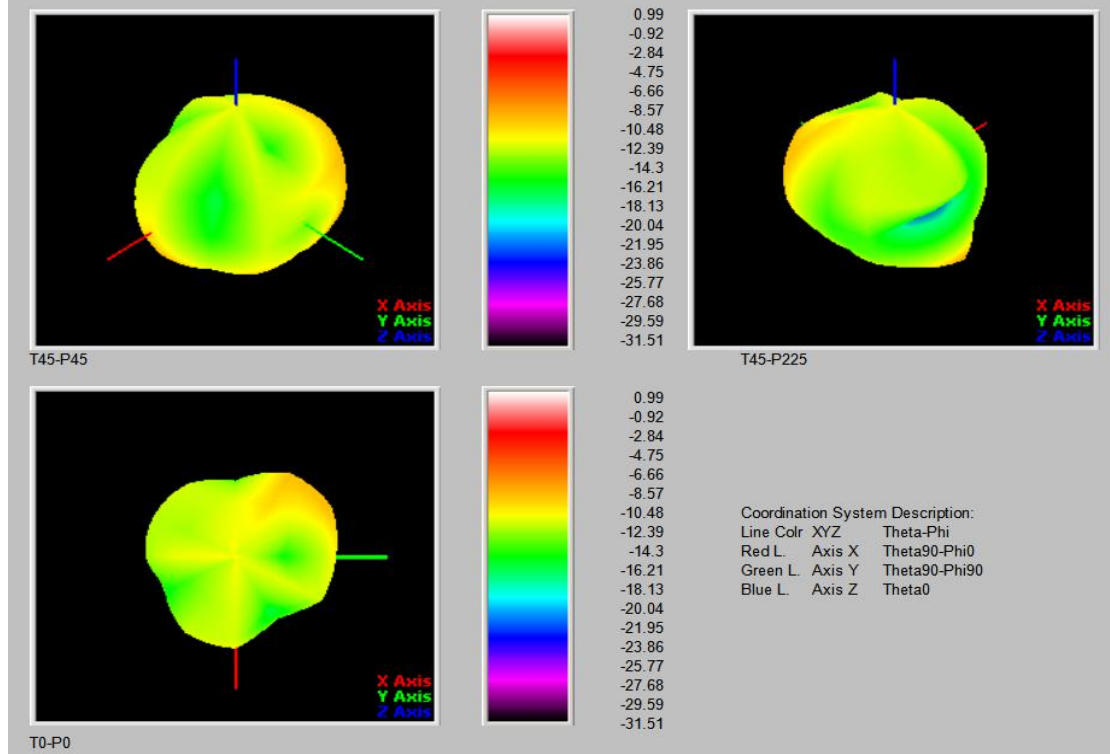 0.99
-0.92
-2.84
-4.75
-6.66
-8.57
-10.48
-12.39
-14.3
-16.21
-18.13
-20.04
-21.95
-23.86
-25.77
-27.68
-29.59
-31.51
X Axis
Y Axis
Z Axis
T45-P45
X Axis
Y Axis
Z Axis
T45-P225
0.99
-0.92
-2.84
-4.75
-6.66
-8.57
-10.48
-12.39
-14.3
-16.21
-18.13
-20.04
-21.95
-23.86
-25.77
-27.68
-29.59
-31.51
X Axis
Y Axis
Z Axis
T0-P0
Coordination System Description:
Line Colr XYZ Theta-Phi
Red L. Axis X Theta90-Phi0
Green L. Axis Y Theta90-Phi90
Blue L. Axis Z Theta0